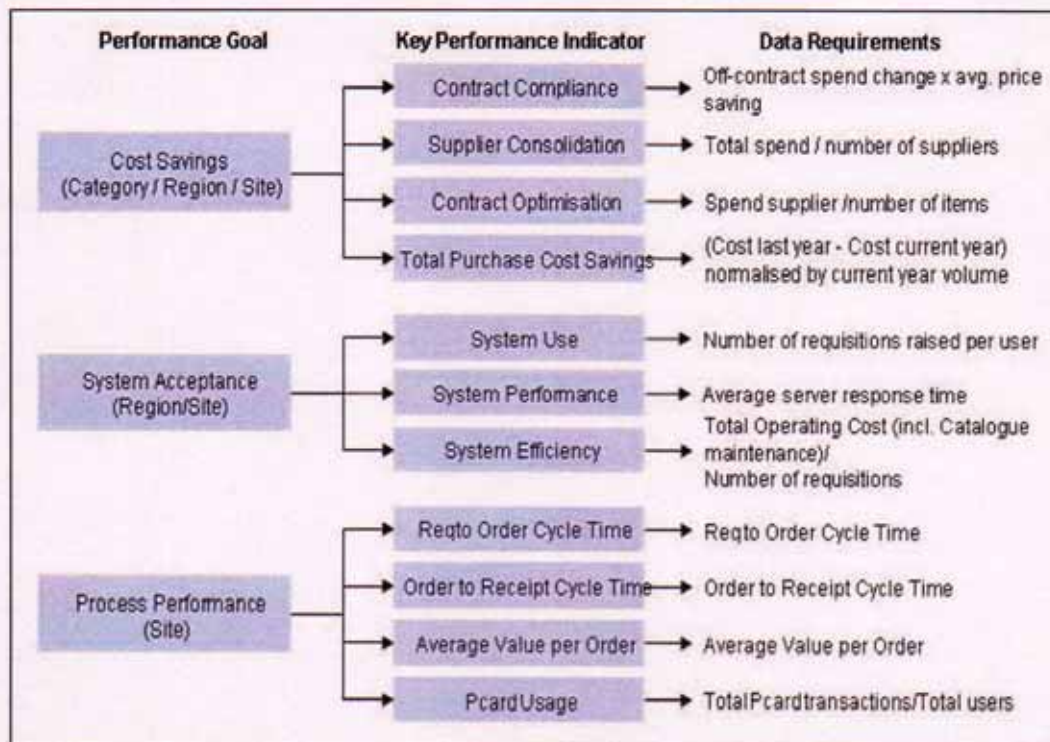 Performance Goal Key Performance Indicator Data Requirements
Cost Savings
(Category / Region / Site)
Contract Compliance
Off-contract spend change x avg. price
saving
Supplier Consolidation
Total spend / number of suppliers
Contract Optimisation
Spend supplier /number of items
Total Purchase Cost Savings
(Cost last year - Cost current year)
normalised by current year volume
System Acceptance
(Region/Site)
System Use
Number of requisitions raised per user
System Performance
Average server response time
System Efficiency
Total Operating Cost (incl. Catalogue
maintenance)/
Number of requisitions
Process Performance
(Site)
Reqto Order Cycle Time
Reqto Order Cycle Time
Order to Receipt Cycle Time
Order to Receipt Cycle Time
Average Value per Order
Average Value per Order
Pcard Usage
Total Pcardtransactions/Total users